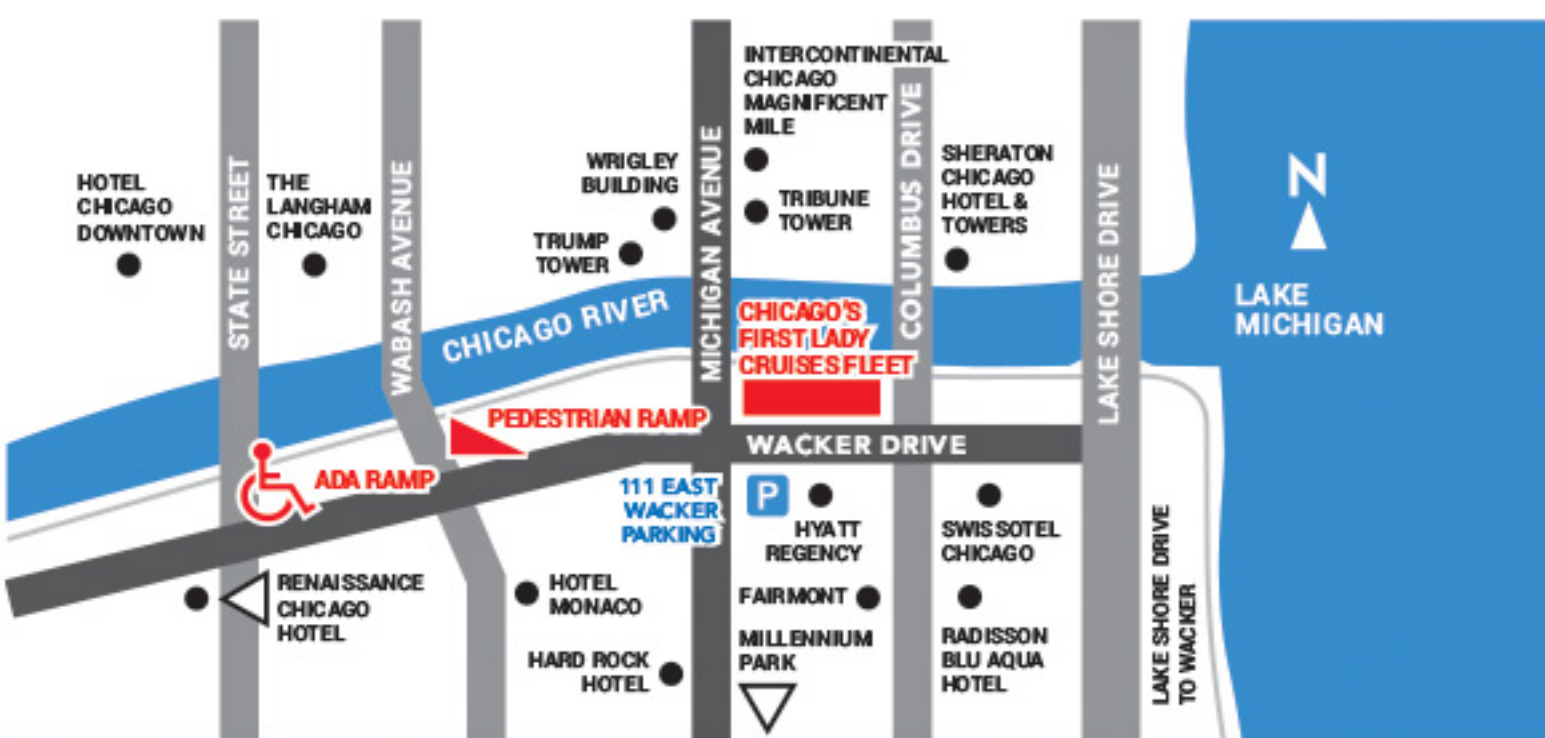 HOTEL
CHICAGO
DOWNTOWN
STATE STREET
THE
LANGHAM
CHICAGO
WABASH AVENUE
WRIGLEY
BUILDING
TRUMP
TOWER
MICHIGAN AVENUE
INTERCONTINENTAL
CHICAGO
MAGNIFICENT
MILE
TRIBUNE
TOWER
COLUMBUS DRIVE
SHERATON
CHICAGO
HOTEL &
TOWERS
LAKE SHORE DRIVE
N
LAKE
MICHIGAN
CHICAGO RIVER
CHICAGO'S
FIRST LADY
CRUISES FLEET
PEDESTRIAN RAMP
ADA RAMP
WACKER DRIVE
111 EAST
WACKER
PARKING
P
HYATT
REGENCY
SWISSOTEL
CHICAGO
RENAISSANCE
CHICAGO
HOTEL
HOTEL
MONACO
FAIRMONT
HARD ROCK
HOTEL
MILLENNIUM
PARK
RADISSON
BLU AQUA
HOTEL
LAKE SHORE DRIVE
TO WACKER